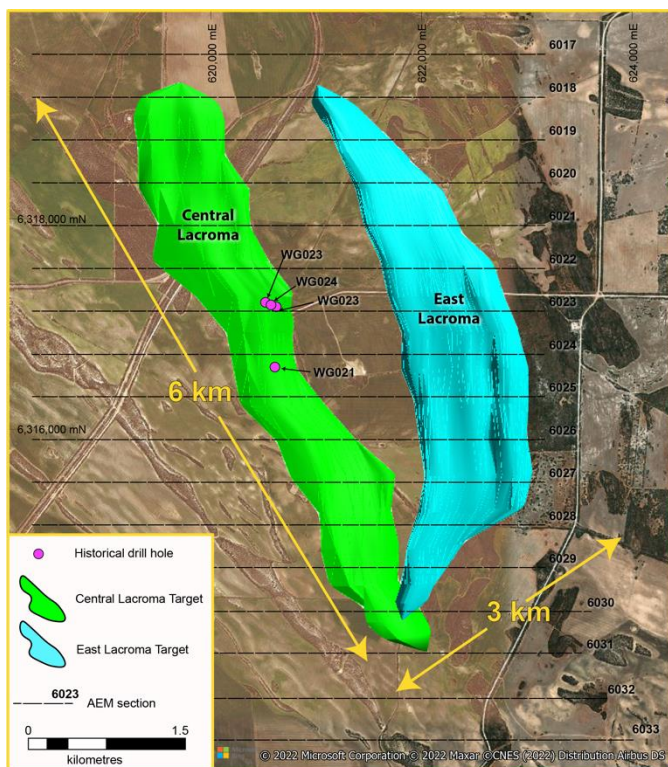 620,000 mE
622,000 mE
624,000 mE
6017
6018
6019
6020
6021
6,318,000 mN
Central
Lacroma
WG023
WG024
WG023
6022
6023
East
Lacroma
WG021
6024
6 km
6025
6,316,000 mN
6026
6027
6028
6029
3 km
6030
6031
6032
6033
Historical drill hole
Central Lacroma Target
East Lacroma Target
6023
AEM section
0 1.5
kilometres
Microsoft
© 2022 Microsoft Corporation © 2022 Maxar ©CNES (2022) Distribution Airbus DS